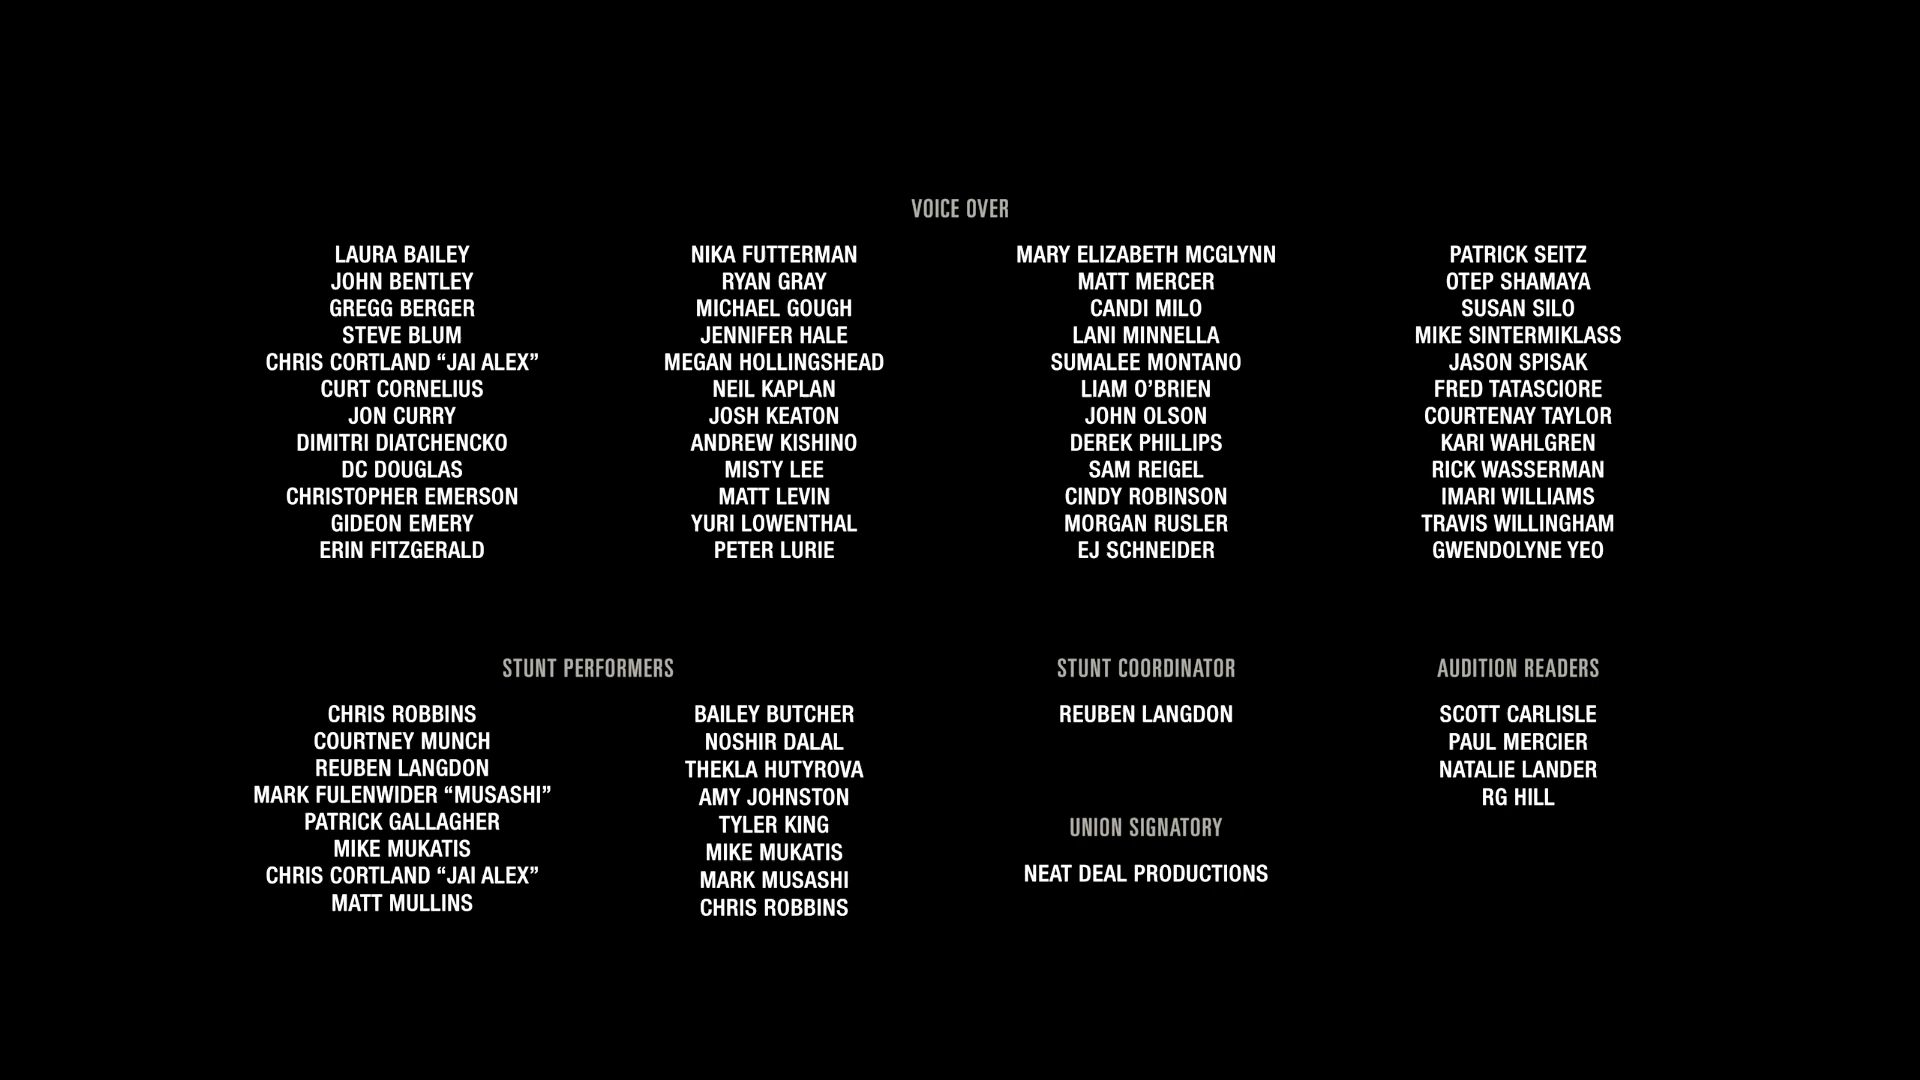 VOICE OVER
LAURA BAILEY
JOHN BENTLEY
GREGG BERGER
STEVE BLUM
CHRIS CORTLAND “JAI ALEX”
CURT CORNELIUS
JON CURRY
DIMITRI DIATCHENCKO
DC DOUGLAS
CHRISTOPHER EMERSON
GIDEON EMERY
ERIN FITZGERALD
NIKA FUTTERMAN
RYAN GRAY
MICHAEL GOUGH
JENNIFER HALE
MEGAN HOLLINGSHEAD
NEIL KAPLAN
JOSH KEATON
ANDREW KISHINO
MISTY LEE
MATT LEVIN
YURI LOWENTHAL
PETER LURIE
MARY ELIZABETH MCGLYNN
MATT MERCER
CANDI MILO
LANI MINNELLA
SUMALEE MONTANO
LIAM O’BRIEN
JOHN OLSON
DEREK PHILLIPS
SAM REIGEL
CINDY ROBINSON
MORGAN RUSLER
EJ SCHNEIDER
PATRICK SEITZ
OTEP SHAMAYA
SUSAN SILO
MIKE SINTERMIKLASS
JASON SPISAK
FRED TATASCIORE
COURTENAY TAYLOR
KARI WAHLGREN
RICK WASSERMAN
IMARI WILLIAMS
TRAVIS WILLINGHAM
GWENDOLYNE YEO
STUNT PERFORMERS
CHRIS ROBBINS
COURTNEY MUNCH
REUBEN LANGDON
MARK FULENWIDER “MUSASHI”
PATRICK GALLAGHER
MIKE MUKATIS
CHRIS CORTLAND “JAI ALEX”
MATT MULLINS
BAILEY BUTCHER
NOSHIR DALAL
THEKLA HUTYROVA
AMY JOHNSTON
TYLER KING
MIKE MUKATIS
MARK MUSASHI
CHRIS ROBBINS
STUNT COORDINATOR
REUBEN LANGDON
UNION SIGNATORY
NEAT DEAL PRODUCTIONS
AUDITION READERS
SCOTT CARLISLE
PAUL MERCIER
NATALIE LANDER
RG HILL